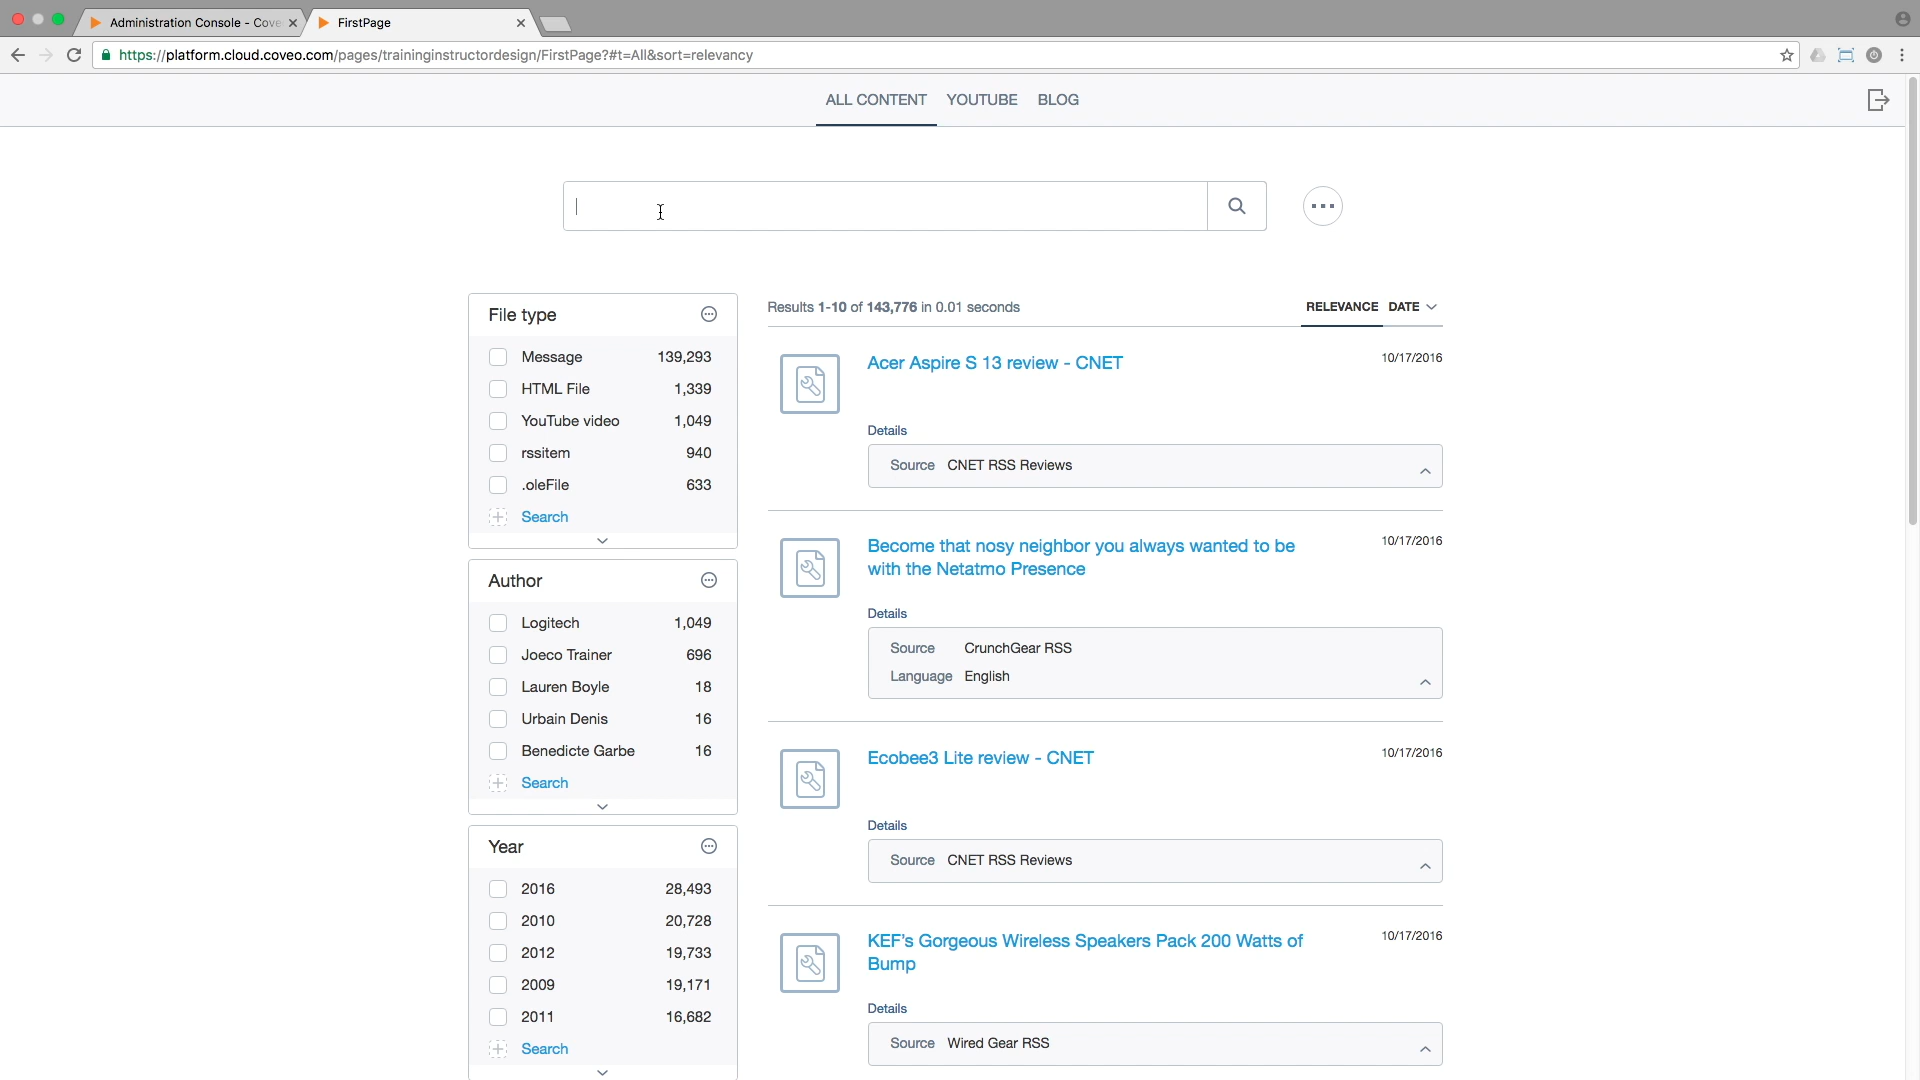 Administration Console - Cove
FirstPage
https://platform.cloud.coveo.com/pages/traininginstructordesign/FirstPage?#t=All&sort=relevancy
ALL CONTENT YOUTUBE BLOG
File type
Message 139,293
HTML File 1,339
YouTube video 1,049
rssitem 940
.oleFile 633
Search
Author
Logitech 1,049
Joeco Trainer 696
Lauren Boyle 18
Urbain Denis 16
Benedicte Garbe 16
Search
Year
2016 28,493
2010 20,728
2012 19,733
2009 19,171
2011 16,682
Search
Results 1-10 of 143,776 in 0.01 seconds
RELEVANCE DATE
Acer Aspire S 13 review - CNET
10/17/2016
Details
Source CNET RSS Reviews
Become that nosy neighbor you always wanted to be
with the Netatmo Presence
10/17/2016
Details
Source CrunchGear RSS
Language English
Ecobee3 Lite review - CNET
10/17/2016
Details
Source CNET RSS Reviews
KEF's Gorgeous Wireless Speakers Pack 200 Watts of
Bump
10/17/2016
Details
Source Wired Gear RSS